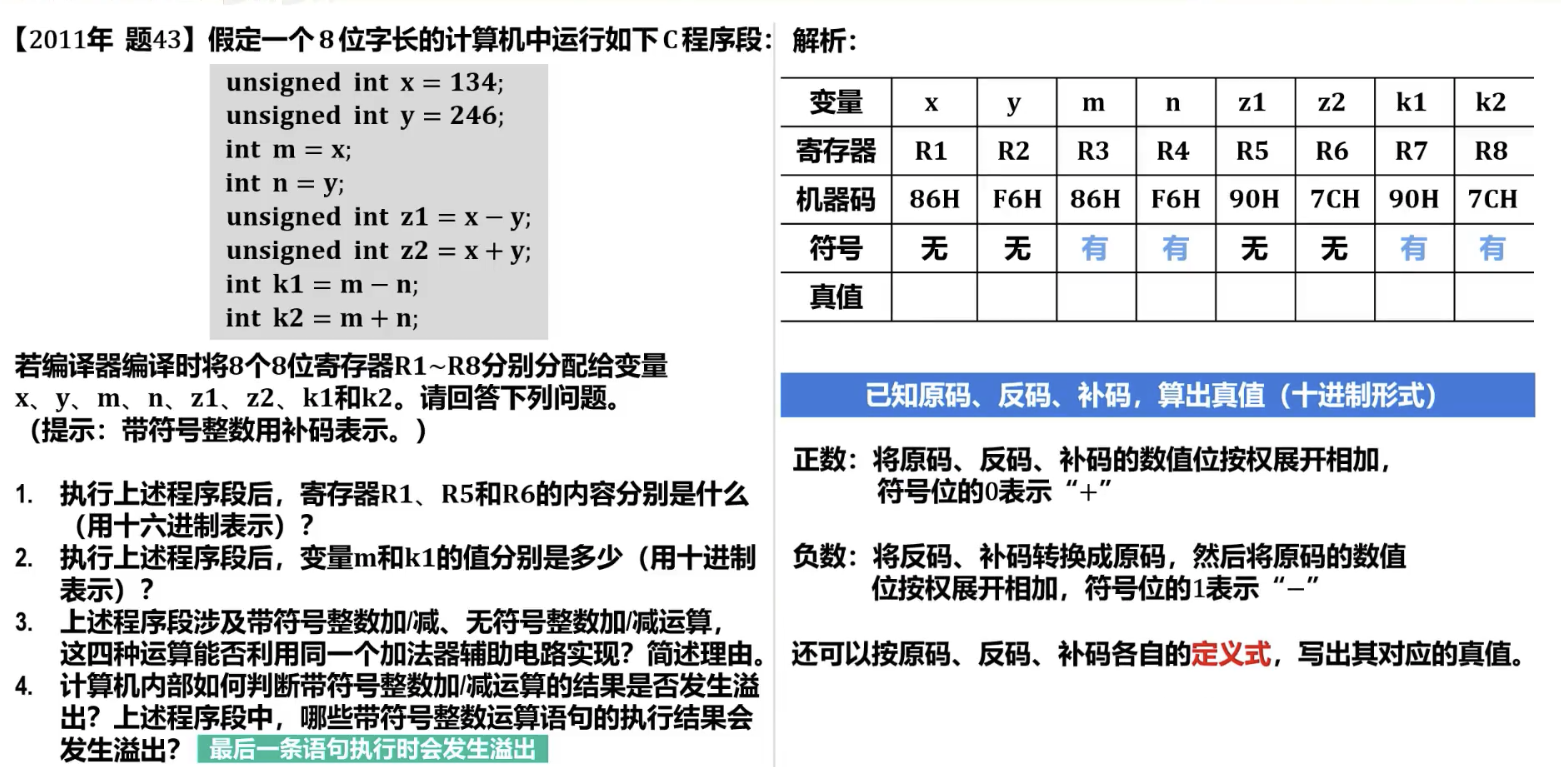 【2011年 题43】假定一个8位字长的计算机中运行如下C程序段：
unsigned int x = 134;
unsigned int y = 246;
int m = x;
int n = y;
unsigned int z1 = x − y;
unsigned int z2 = x + y;
int k1 = m − n;
int k2 = m + n;
若编译器编译时将8个8位寄存器R1~R8分别分配给变量
x、y、m、n、z1、z2、k1和k2。请回答下列问题。
（提示：带符号整数用补码表示。）
1. 执行上述程序段后，寄存器R1、R5和R6的内容分别是什么
（用十六进制表示）？
2. 执行上述程序段后，变量m和k1的值分别是多少（用十进制
表示）？
3. 上述程序段涉及带符号整数加/减、无符号整数加/减运算，
这四种运算能否利用同一个加法器辅助电路实现？简述理由。
4. 计算机内部如何判断带符号整数加/减运算的结果是否发生溢
出？上述程序段中，哪些带符号整数运算语句的执行结果会
发生溢出？ 最后一条语句执行时会发生溢出
解析：
变量 x y m n z1 z2 k1 k2
寄存器 R1 R2 R3 R4 R5 R6 R7 R8
机器码 86H F6H 86H F6H 90H 7CH 90H 7CH
符号 无 无 有 有 无 无 有 有
真值
已知原码、反码、补码，算出真值（十进制形式）
正数：将原码、反码、补码的数值位按权展开相加，
符号位的0表示“+”
负数：将反码、补码转换成原码，然后将原码的数值
位按权展开相加，符号位的1表示“−”
还可以按原码、反码、补码各自的定义式，写出其对应的真值。